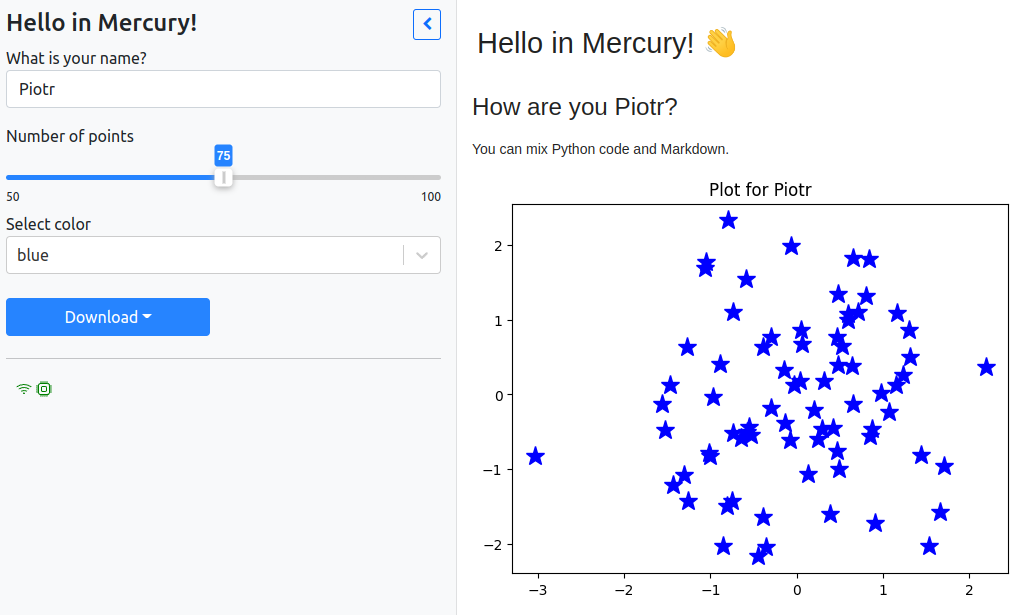 Hello in Mercury!
What is your name?
Piotr
Number of points
75
50 100
Select color
blue
Download
Hello in Mercury! 👋
How are you Piotr?
You can mix Python code and Markdown.
Plot for Piotr
2
1
0
−1
−2
−3 −2 −1 0 1 2